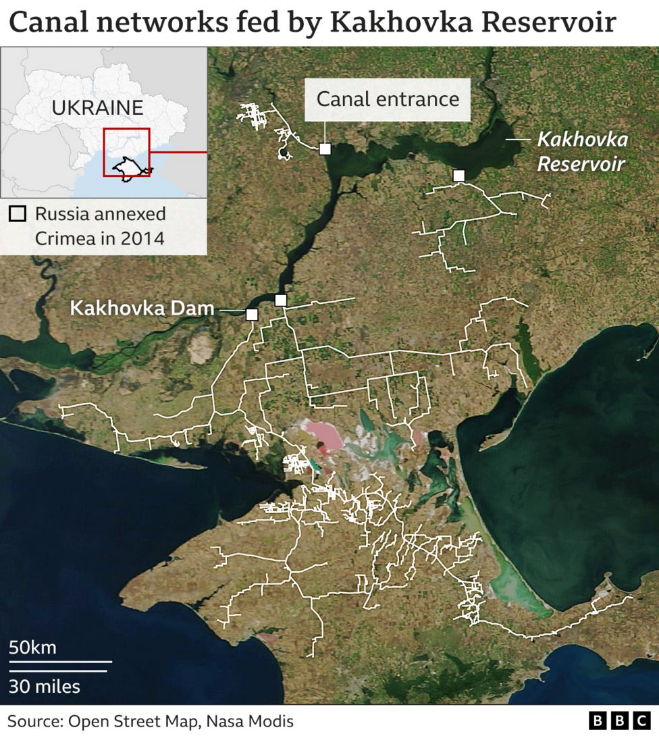 Canal networks fed by Kakhovka Reservoir
UKRAINE
Canal entrance
Kakhovka
Reservoir
Russia annexed
Crimea in 2014
Kakhovka Dam
50km
30 miles
Source: Open Street Map, Nasa Modis
BBC